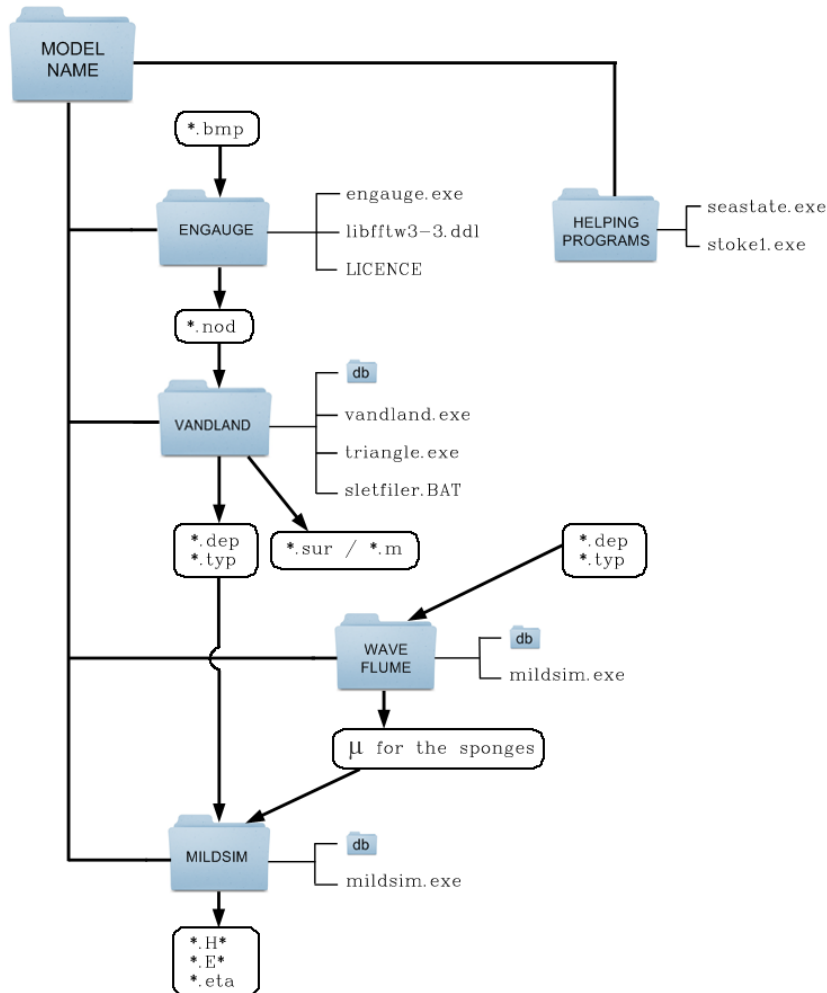 MODEL
NAME
*.bmp
ENGAUGE
engauge.exe
libfftw3-3.ddl
LICENCE
HELPING
PROGRAMS
seastate.exe
stoke1.exe
*.nod
VANDLAND
db
vandland.exe
triangle.exe
sletfiler.BAT
*.dep
*.typ
*.sur / *.m
*.dep
*.typ
WAVE
FLUME
db
mildsim.exe
μ for the sponges
MILDSIM
db
mildsim.exe
*.H*
*.E*
*.eta